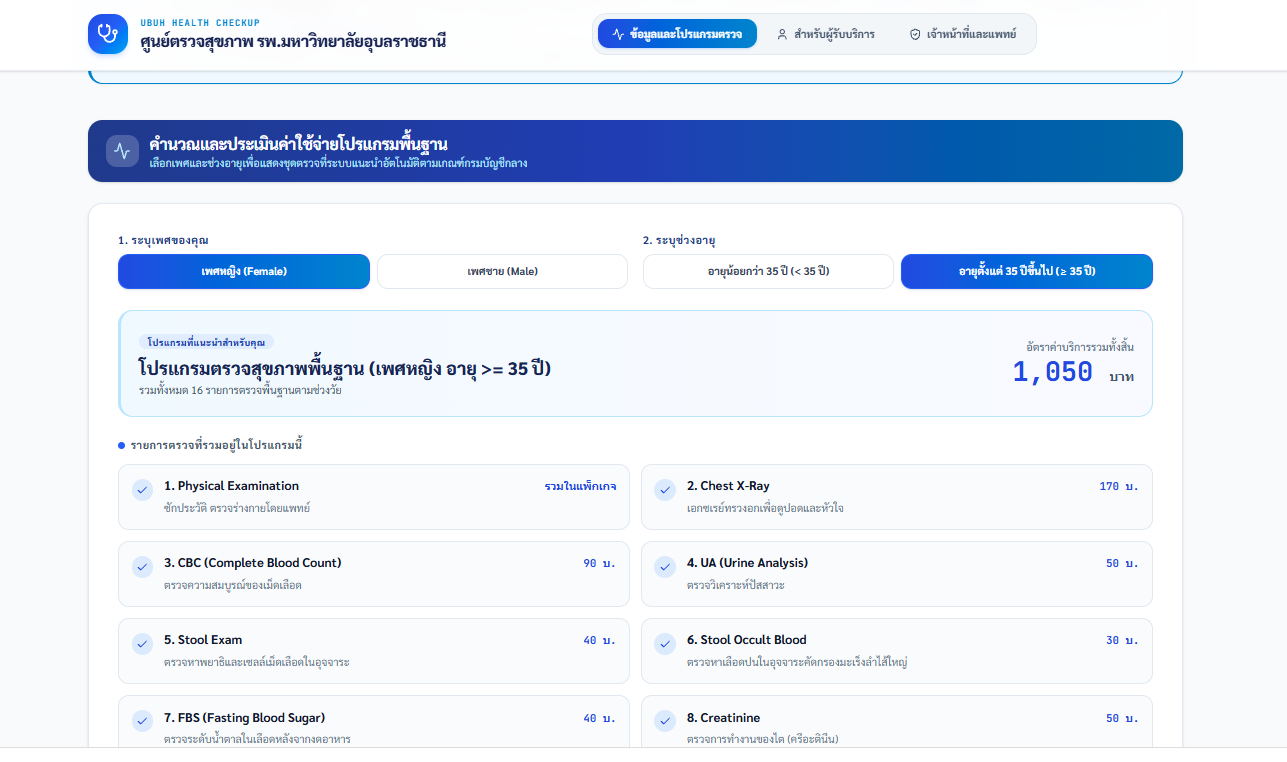 UBUH HEALTH CHECKUP
ศูนย์ตรวจสุขภาพ รพ.มหาวิทยาลัยอุบลราชธานี
ข้อมูลและโปรแกรมตรวจ
สำหรับผู้รับบริการ
เจ้าหน้าที่และแพทย์
คำนวณและประเมินค่าใช้จ่ายโปรแกรมพื้นฐาน
เลือกเพศและช่วงอายุเพื่อแสดงชุดตรวจที่ระบบแนะนำอัตโนมัติตามเกณฑ์กรมบัญชีกลาง
1. ระบุเพศของคุณ
2. ระบุช่วงอายุ
เพศหญิง (Female)
เพศชาย (Male)
อายุน้อยกว่า 35 ปี (< 35 ปี)
อายุตั้งแต่ 35 ปีขึ้นไป (≥ 35 ปี)
โปรแกรมที่แนะนำสำหรับคุณ
โปรแกรมตรวจสุขภาพพื้นฐาน (เพศหญิง อายุ >= 35 ปี)
รวมทั้งหมด 16 รายการตรวจพื้นฐานตามช่วงวัย
อัตราค่าบริการรวมทั้งสิ้น
1,050 บาท
รายการตรวจที่รวมอยู่ในโปรแกรมนี้
1. Physical Examination
รวมในแพ็กเกจ
ซักประวัติ ตรวจร่างกายโดยแพทย์
2. Chest X-Ray
170 บ.
เอกซเรย์ทรวงอกเพื่อดูปอดและหัวใจ
3. CBC (Complete Blood Count)
90 บ.
ตรวจความสมบูรณ์ของเม็ดเลือด
4. UA (Urine Analysis)
50 บ.
ตรวจวิเคราะห์ปัสสาวะ
5. Stool Exam
40 บ.
ตรวจหาพยาธิและเซลล์เม็ดเลือดในอุจจาระ
6. Stool Occult Blood
30 บ.
ตรวจหาเลือดปนในอุจจาระคัดกรองมะเร็งลำไส้ใหญ่
7. FBS (Fasting Blood Sugar)
40 บ.
ตรวจระดับน้ำตาลในเลือดหลังจากงดอาหาร
8. Creatinine
50 บ.
ตรวจการทำงานของไต (ครีอะตินีน)